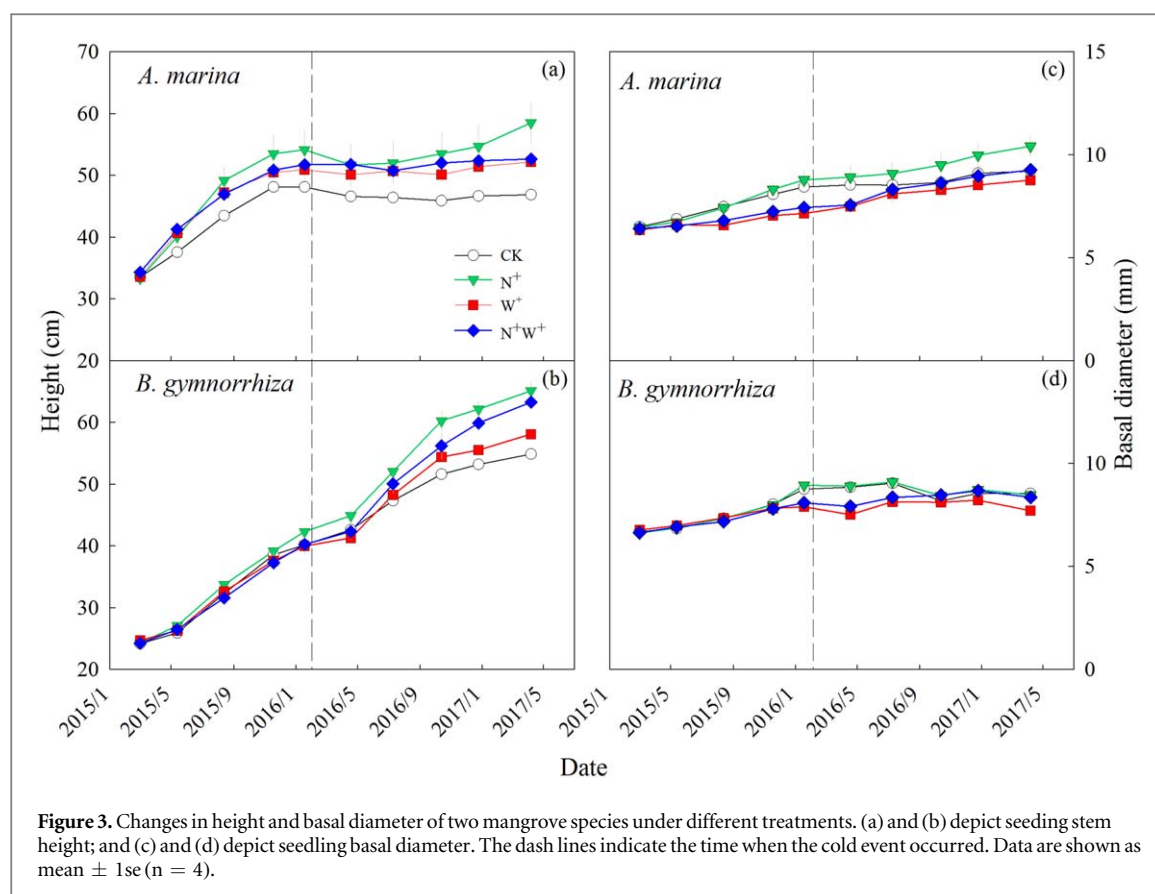 70
60
50
40
30
20
A. marina
(a)
CK
N⁺
W⁺
N⁺W⁺
A. marina
(c)
15
10
5
0
Height (cm)
Basal diameter (mm)
60
50
40
30
20
B. gymnorrhiza
(b)
B. gymnorrhiza
(d)
10
5
0
2015/1
2015/5
2015/9
2016/1
2016/5
2016/9
2017/1
2017/5
2015/1
2015/5
2015/9
2016/1
2016/5
2016/9
2017/1
2017/5
Date
Figure 3. Changes in height and basal diameter of two mangrove species under different treatments. (a) and (b) depict seeding stem
height; and (c) and (d) depict seedling basal diameter. The dash lines indicate the time when the cold event occurred. Data are shown as
mean ± 1se (n = 4).